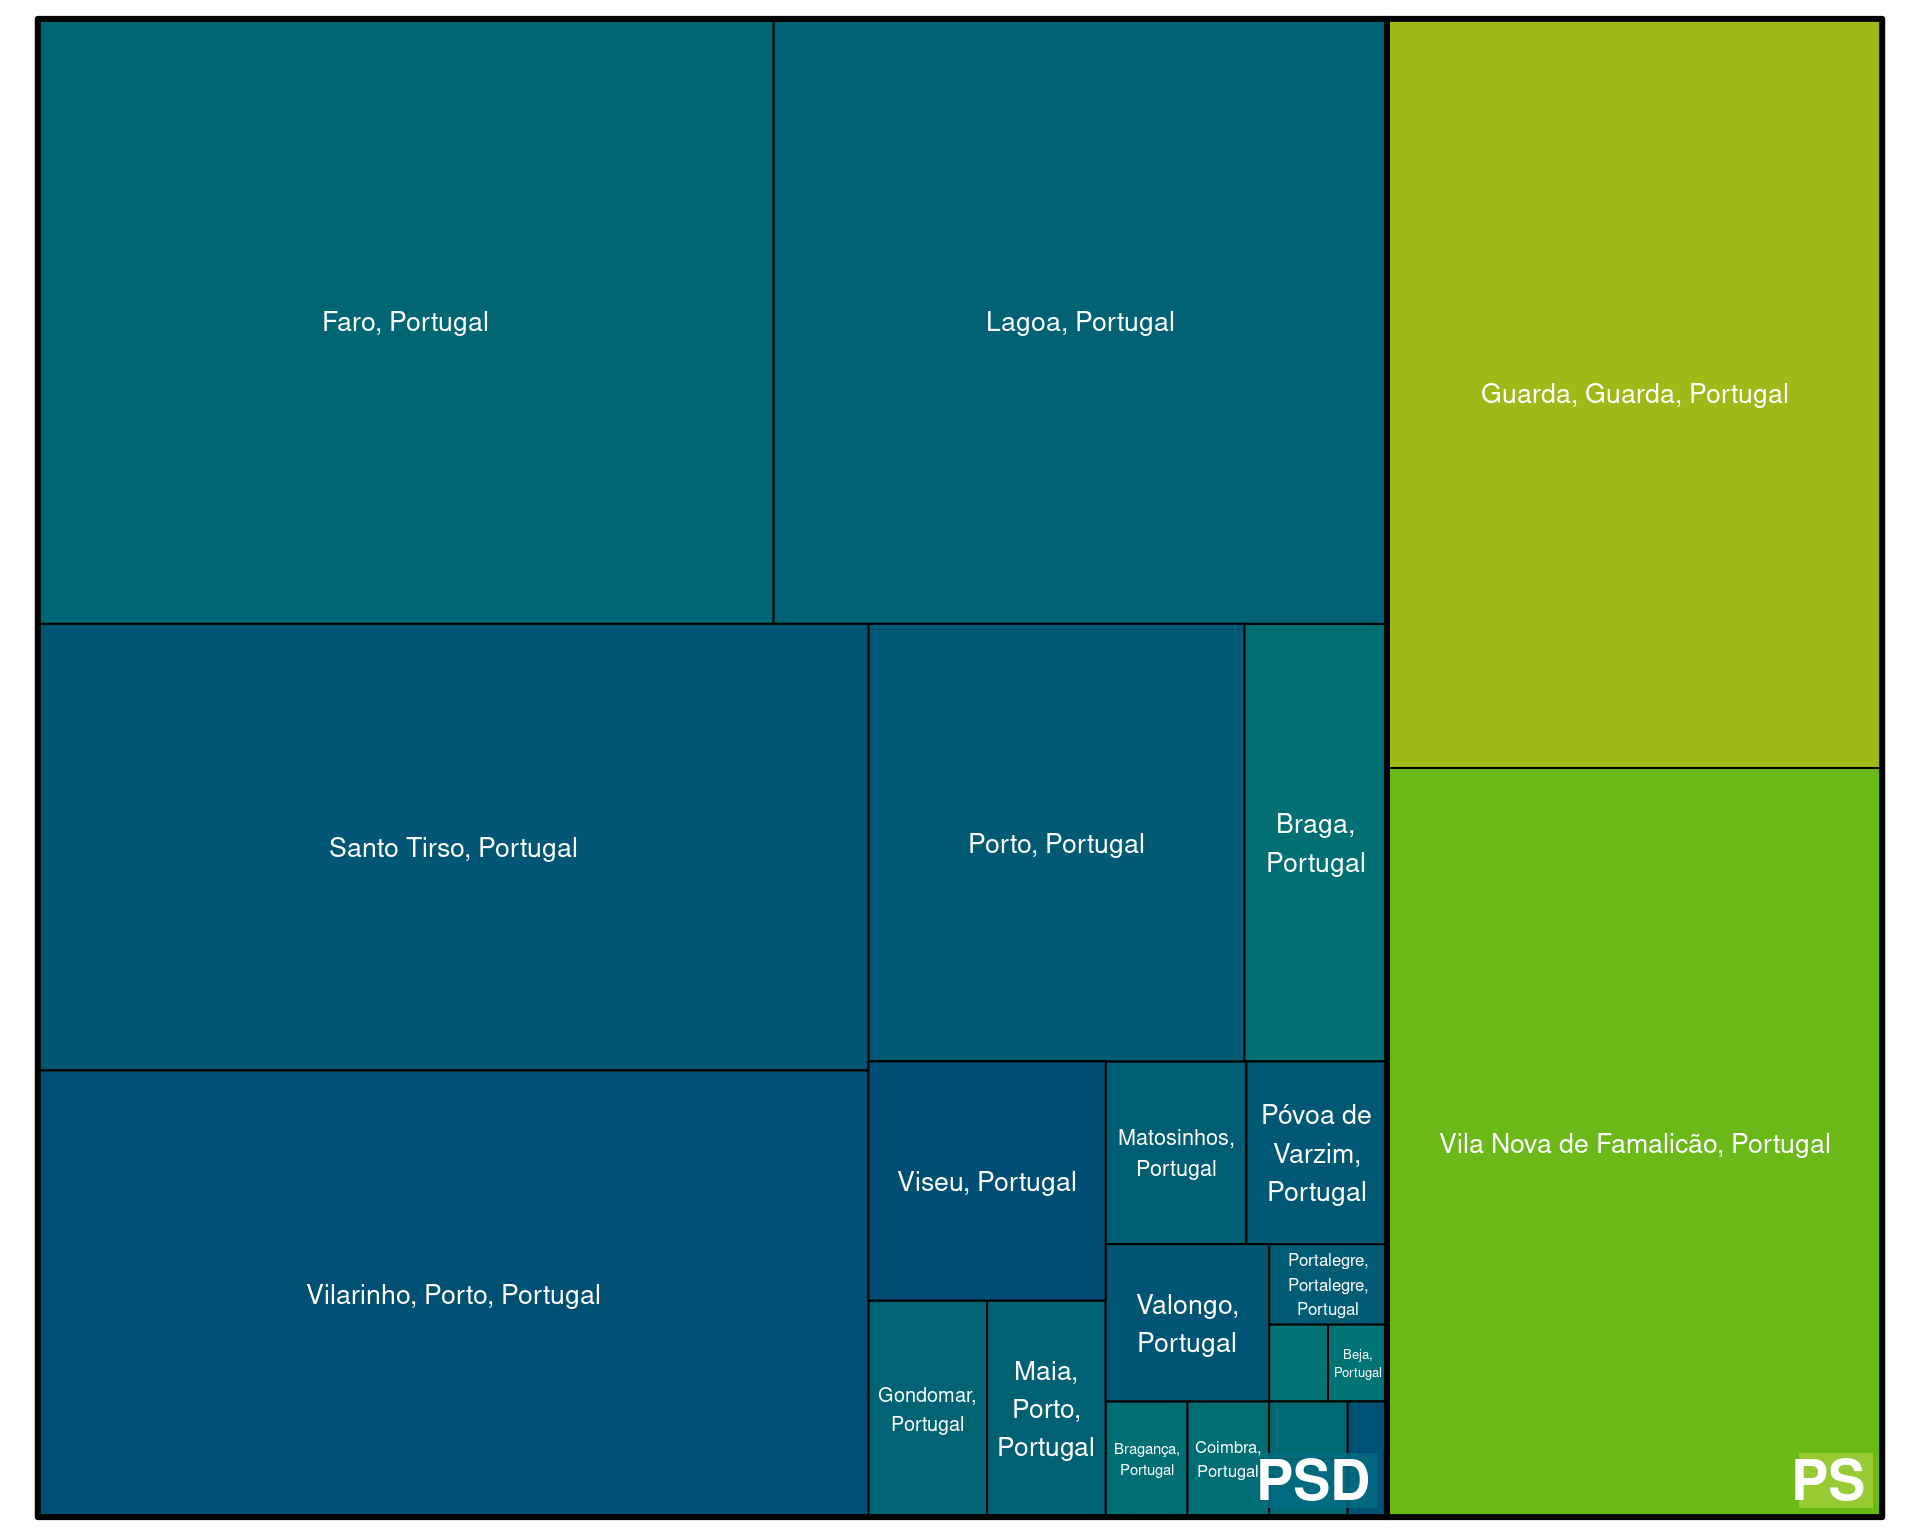 Faro, Portugal
Lagoa, Portugal
Guarda, Guarda, Portugal
Santo Tirso, Portugal
Porto, Portugal
Braga,
Portugal
Vila Nova de Famalicão, Portugal
Vilarinho, Porto, Portugal
Viseu, Portugal
Matosinhos,
Portugal
Póvoa de
Varzim,
Portugal
Valongo,
Portugal
Portalegre,
Portalegre,
Portugal
Beja,
Portugal
Gondomar,
Portugal
Maia,
Porto,
Portugal
Bragança,
Portugal
Coimbra,
Portugal
PSD
PS